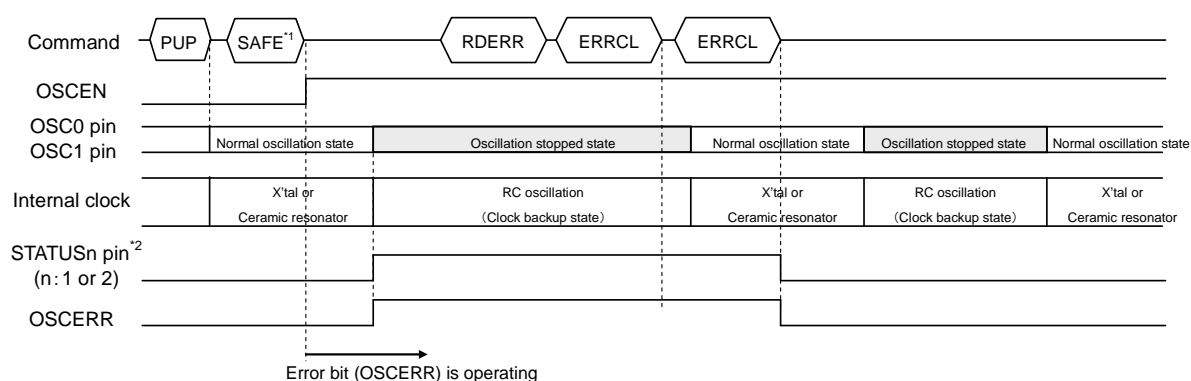 Command PUP SAFE*1 RDERR ERRCL ERRCL
OSCEN
OSC0 pin
OSC1 pin
Normal oscillation state Oscillation stopped state Normal oscillation state Oscillation stopped state Normal oscillation state
Internal clock
X'tal or RC oscillation X'tal or RC oscillation X'tal or
Ceramic resonator (Clock backup state) Ceramic resonator (Clock backup state) Ceramic resonator
STATUSn pin*2
(n:1 or 2)
OSCERR
Error bit (OSCERR) is operating